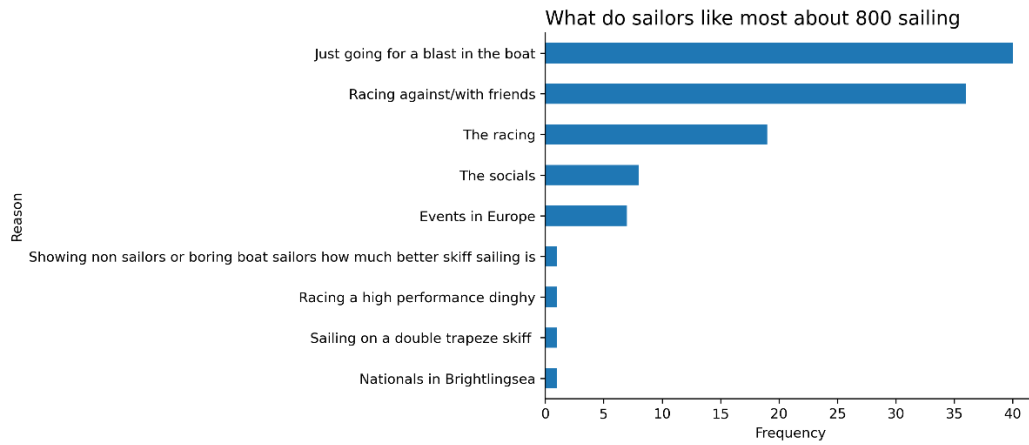 What do sailors like most about 800 sailing
Just going for a blast in the boat
Racing against/with friends
The racing
The socials
Events in Europe
Showing non sailors or boring boat sailors how much better skiff sailing is
Racing a high performance dinghy
Sailing on a double trapeze skiff
Nationals in Brightlingsea
Reason
0 5 10 15 20 25 30 35 40
Frequency